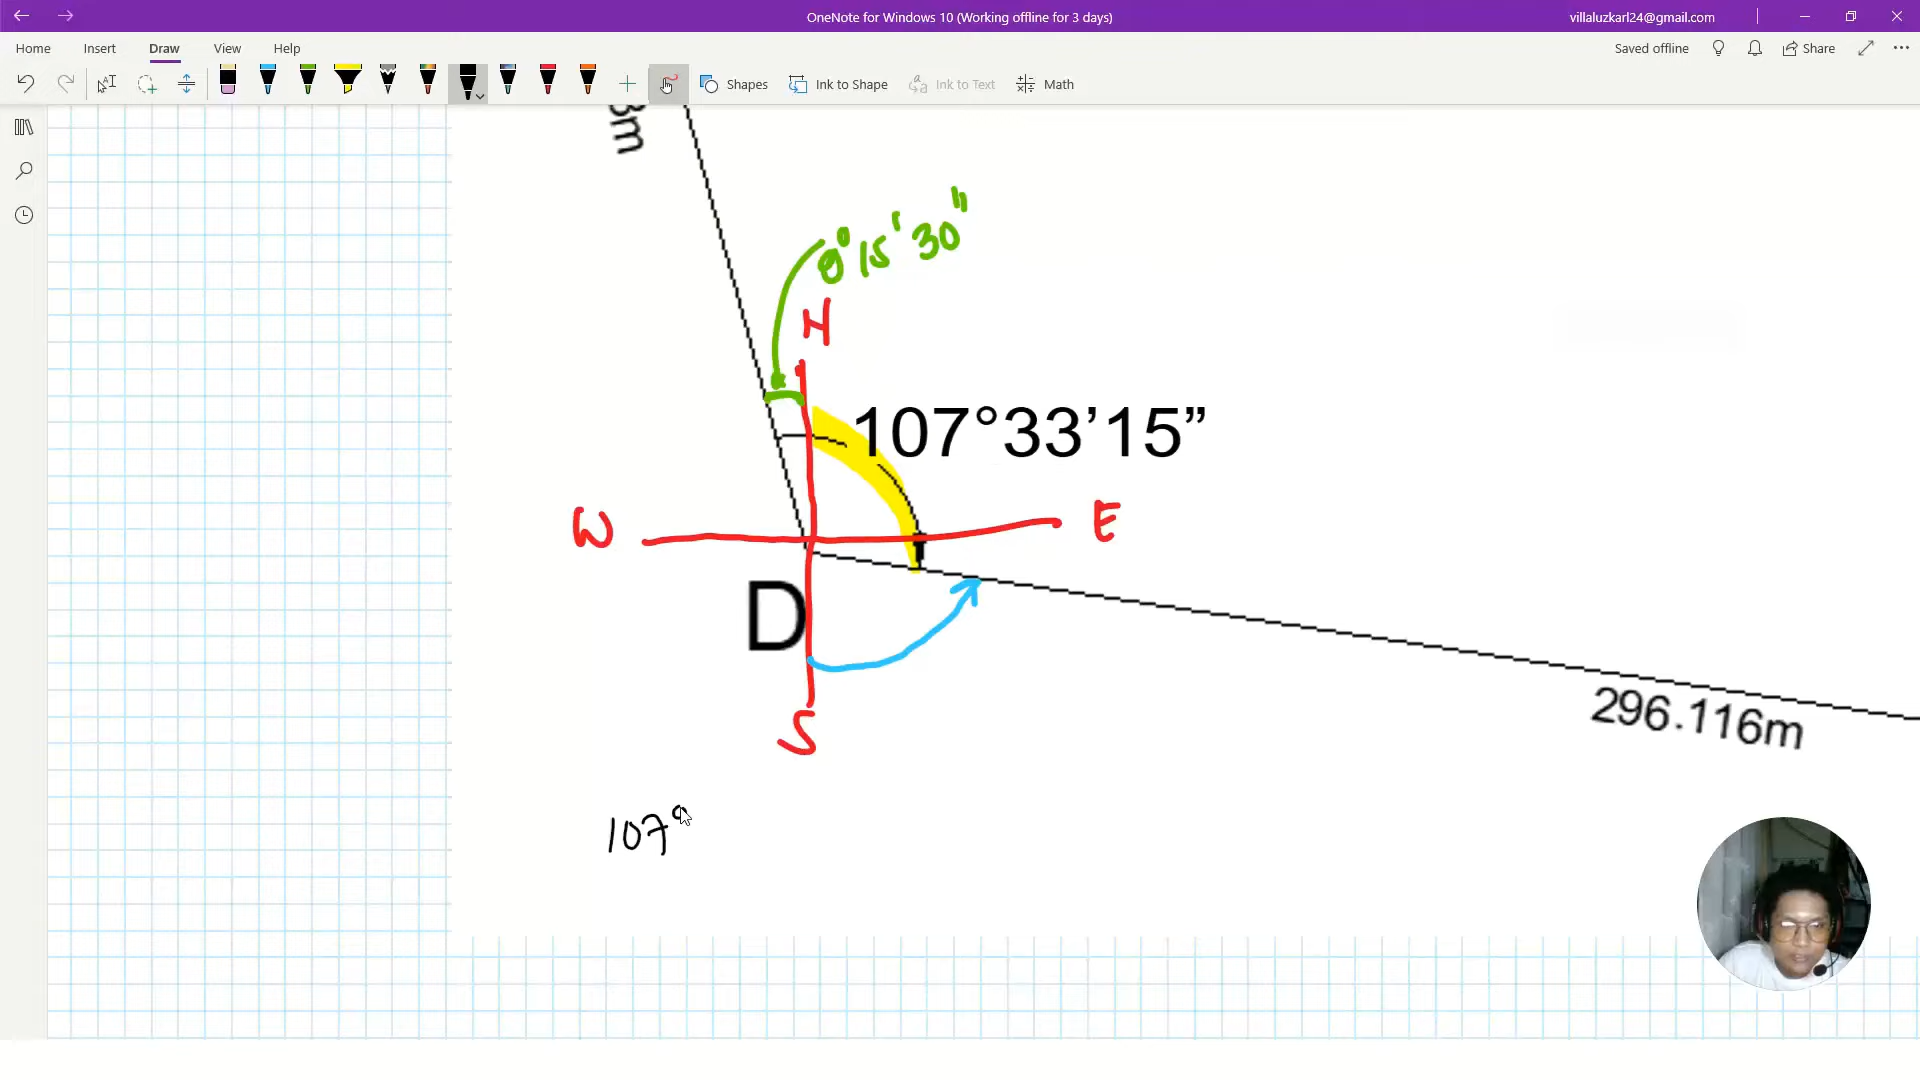 OneNote for Windows 10 (Working offline for 3 days)
villaluzkarl24@gmail.com
Home Insert Draw View Help
Saved offline
Share
Shapes
Ink to Shape
Ink to Text
Math
8m
0°15'30"
N
107°33’15”
W
E
D
296.116m
S
107°